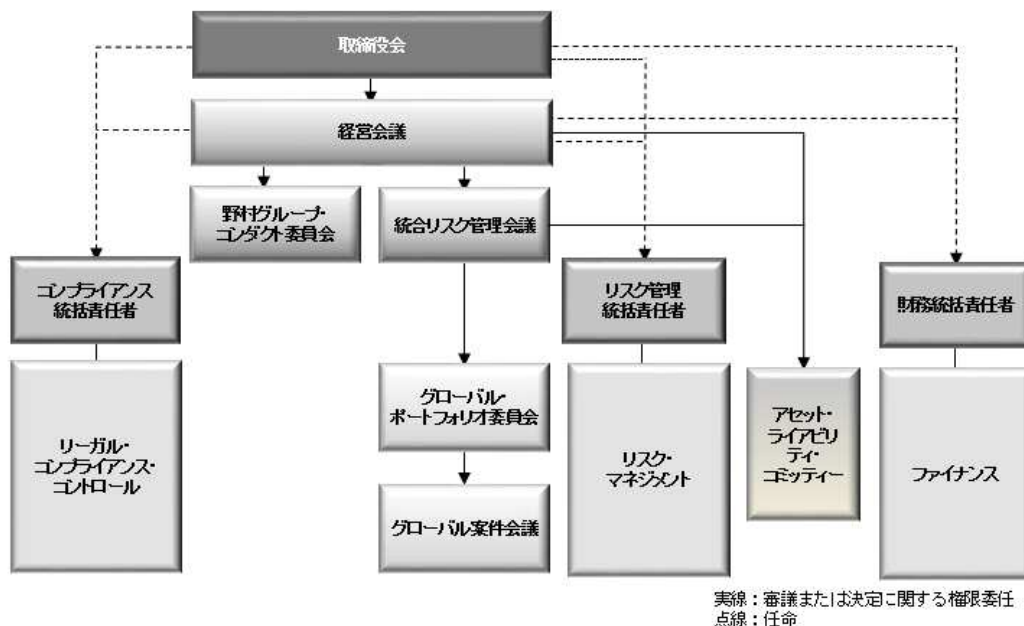 取締役会
経営会議
野村グループ・
コンダクト委員会
統合リスク管理会議
コンプライアンス
統括責任者
リスク管理
統括責任者
財務統括責任者
リーガル・
コンプライアンス・
コントロール
グローバル・
ポートフォリオ委員会
グローバル案件会議
リスク・
マネジメント
アセット・
ライアビリ
ティ・
コミッティー
ファイナンス
実線：審議または決定に関する権限委任
点線：任命